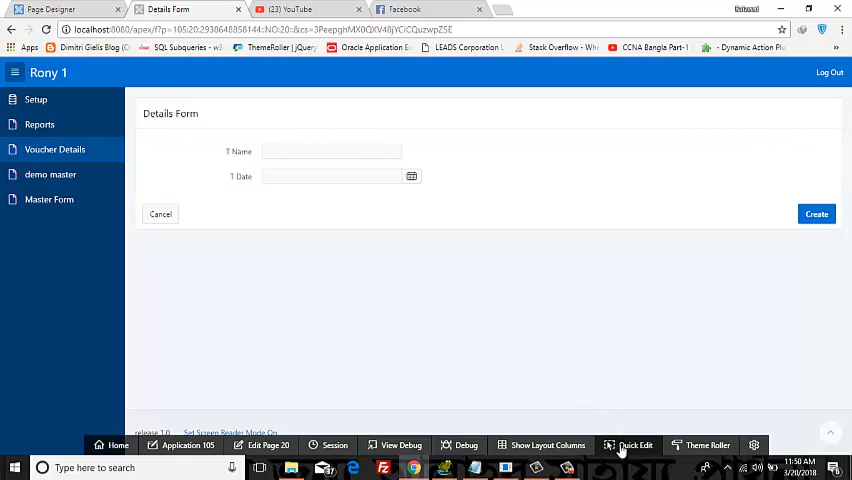 Page Designer
Details Form
(23) YouTube
Facebook
localhost:8080/apex/f?p=105:20:2938648858144::NO:20::&cs=3PeepghMX0QXV48jYCiCQuzwpZSE
Apps
Dimitri Gielis Blog (O
SQL Subqueries - w3
ThemeRoller | jQuery
Oracle Application E
LEADS Corporation L
Stack Overflow - Whe
CCNA Bangla Part-1
- Dynamic Action Plu
Rony 1
Log Out
Setup
Reports
Voucher Details
demo master
Master Form
Details Form
T Name
T Date
Cancel
Create
release 1.0
Set Screen Reader Mode On
Home
Application 105
Edit Page 20
Session
View Debug
Debug
Show Layout Columns
Quick Edit
Theme Roller
Type here to search
37
11:50 AM
3/20/2018
6